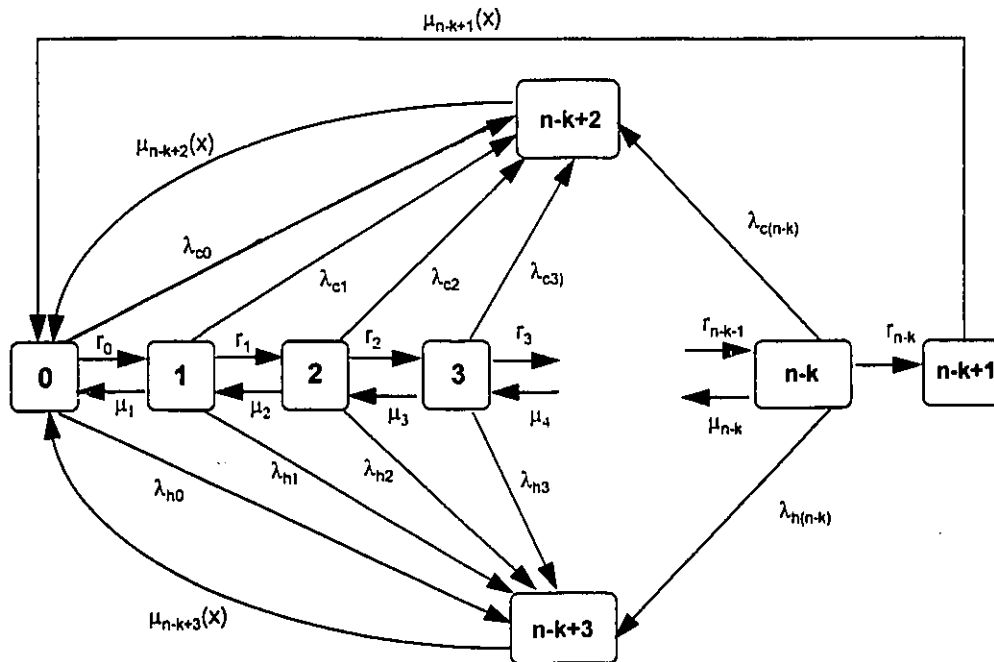 μn-k+1(x)
n-k+2
μn-k+2(x)
λc0
λc1
λc2
λc3)
λc(n-k)
r0
r1
r2
r3
rn-k-1
rn-k
0
1
2
3
n-k
n-k+1
μ1
μ2
μ3
μ4
μn-k
λh0
λh1
λh2
λh3
λh(n-k)
μn-k+3(x)
n-k+3